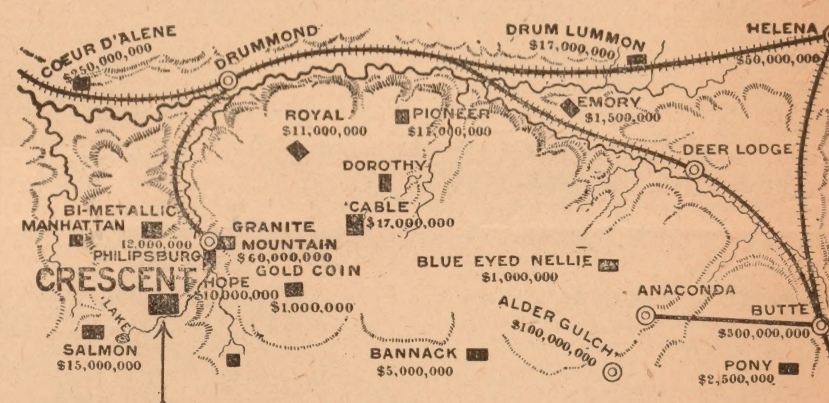 COEUR D'ALENE
$250,000,000
DRUMMOND
DRUM LUMMON
$17,000,000
HELENA
$50,000,000
ROYAL
$11,000,000
PIONEER
$11,000,000
EMORY
$1,500,000
DEER LODGE
DOROTHY
CABLE
$17,000,000
BI-METALLIC
MANHATTAN
12,000,000
PHILIPSBURG
GRANITE
MOUNTAIN
$60,000,000
CRESCENT
HOPE
$10,000,000
GOLD COIN
$1,000,000
BLUE EYED NELLIE
$1,000,000
LAKE
SALMON
$15,000,000
BANNACK
$5,000,000
ALDER GULCH
$100,000,000
ANACONDA
BUTTE
$300,000,000
PONY
$2,500,000